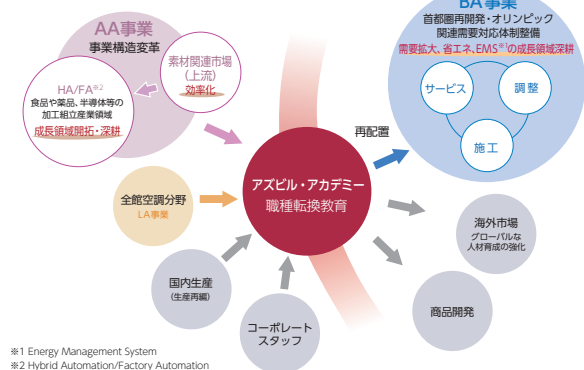 AA事業
事業構造変革
素材関連市場
(上流)
効率化
HA/FA※2
食品や薬品、半導体等の
加工組立産業領域
成長領域開拓・深耕
BA事業
首都圏再開発・オリンピック
関連需要対応体制整備
需要拡大、省エネ、EMS※1の成長領域深耕
サービス
調整
施工
再配置
アズビル・アカデミー
職種転換教育
全館空調分野
LA事業
国内生産
(生産再編)
コーポレート
スタッフ
海外市場
グローバルな
人材育成の強化
商品開発
※1 Energy Management System
※2 Hybrid Automation/Factory Automation